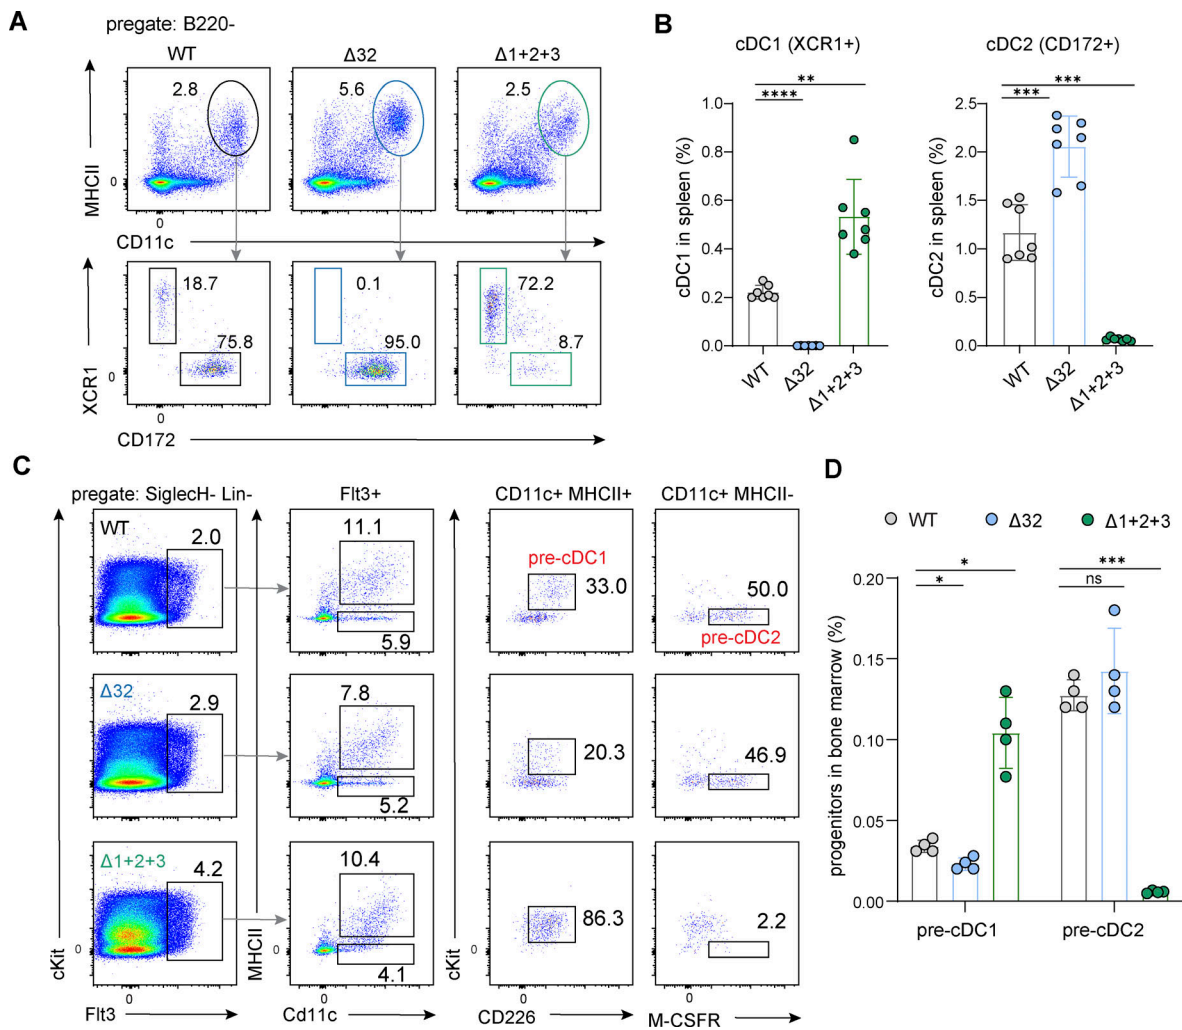 A
pregate: B220-
WT
Δ32
Δ1+2+3
2.8
5.6
2.5
MHCII
0
0
CD11c
18.7
0.1
72.2
75.8
95.0
8.7
XCR1
0
0
CD172
B
cDC1 (XCR1+)
**
****
cDC1 in spleen (%)
1.0
0.8
0.6
0.4
0.2
0.0
WT
Δ32
Δ1+2+3
cDC2 (CD172+)
***
***
cDC2 in spleen (%)
2.5
2.0
1.5
1.0
0.5
0.0
WT
Δ32
Δ1+2+3
C
pregate: SiglecH- Lin-
Flt3+
CD11c+ MHCII+
CD11c+ MHCII-
WT
2.0
11.1
5.9
pre-cDC1
33.0
50.0
pre-cDC2
Δ32
2.9
7.8
5.2
20.3
46.9
Δ1+2+3
4.2
10.4
4.1
86.3
2.2
cKit
0
0
Flt3
MHCII
0
0
Cd11c
cKit
0
0
CD226
0
M-CSFR
D
WT
Δ32
Δ1+2+3
*
*
***
ns
progenitors in bone marrow (%)
0.20
0.15
0.10
0.05
0.00
pre-cDC1
pre-cDC2